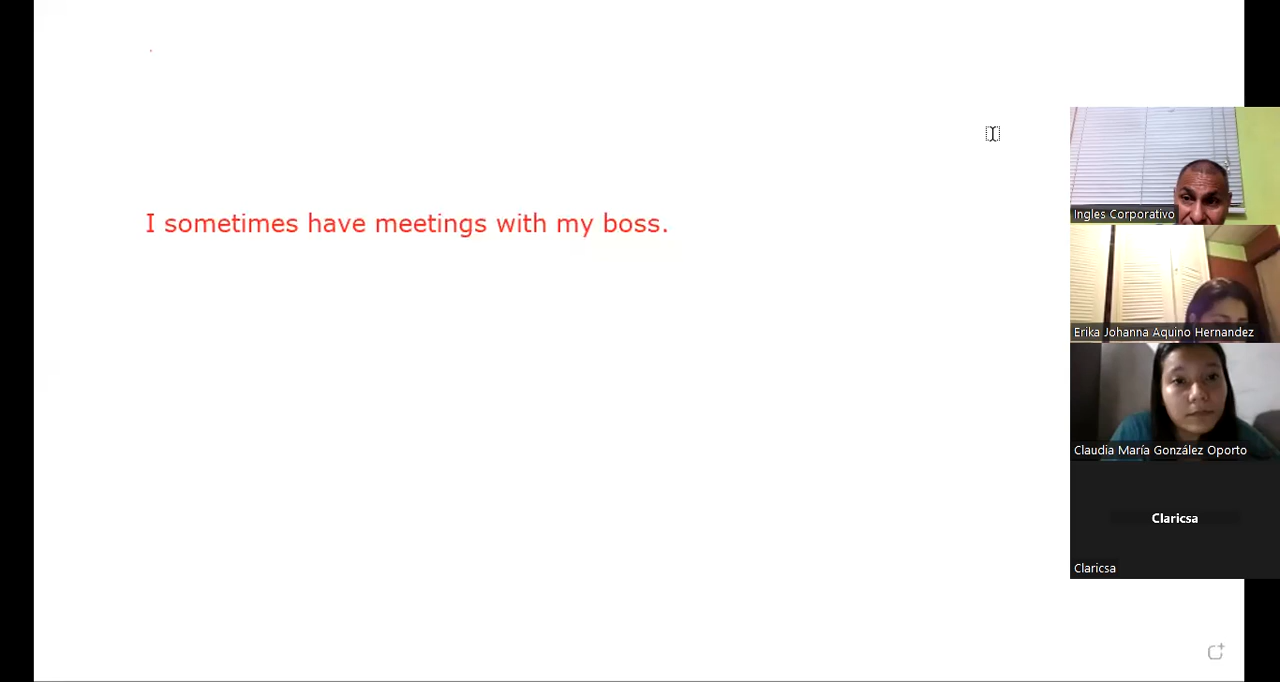 I sometimes have meetings with my boss.
Ingles Corporativo
Erika Johanna Aquino Hernandez
Claudia María González Oporto
Claricsa
Claricsa